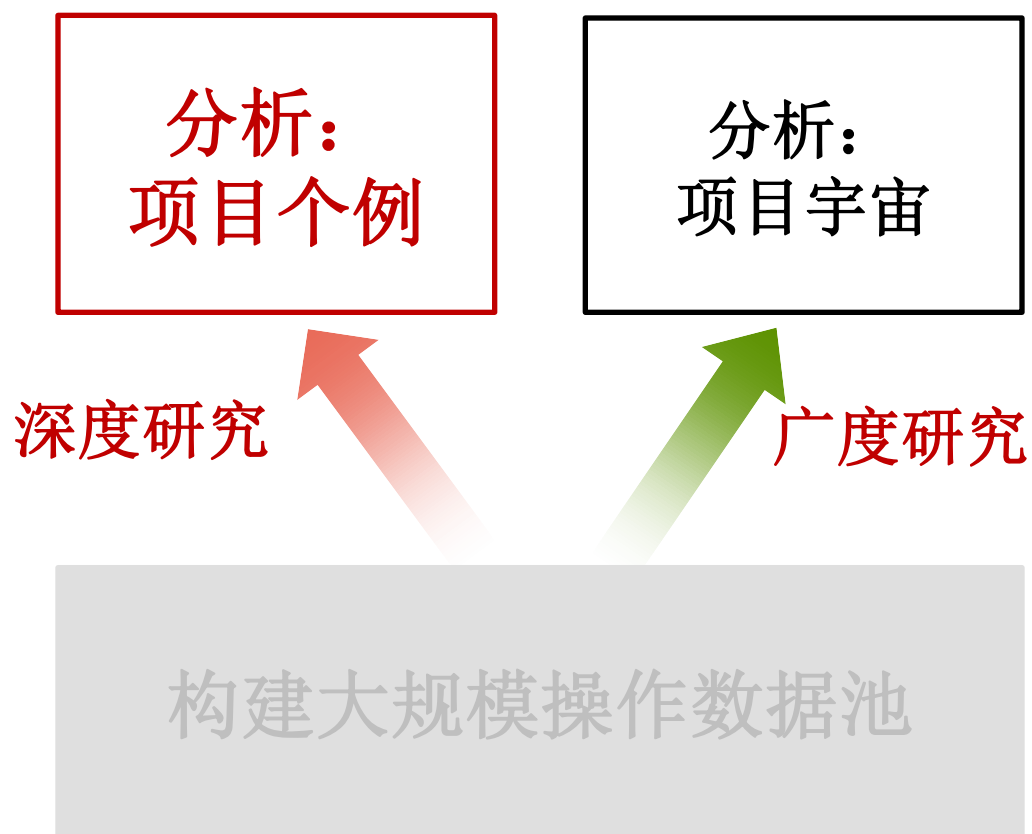 分析：
项目个例
分析：
项目宇宙
深度研究
广度研究
构建大规模操作数据池